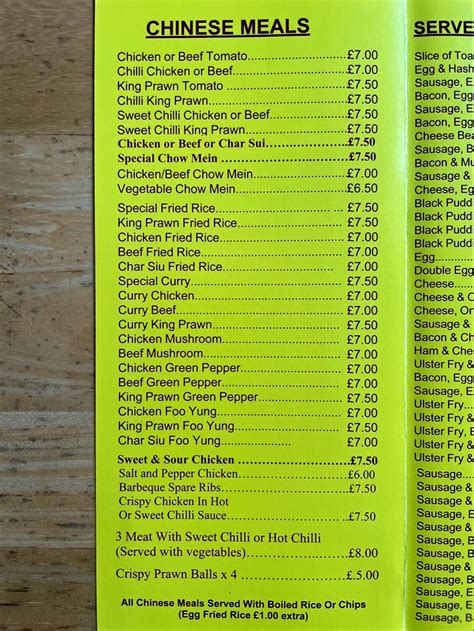 CHINESE MEALS
Chicken or Beef Tomato.......................£7.00
Chilli Chicken or Beef..........................£7.00
King Prawn Tomato ............................£7.50
Chilli King Prawn.................................£7.50
Sweet Chilli Chicken or Beef...............£7.50
Sweet Chilli King Prawn......................£7.50
Chicken or Beef or Char Sui................£7.50
Special Chow Mein .............................£7.50
Chicken/Beef Chow Mein....................£7.00
Vegetable Chow Mein.........................£6.50
Special Fried Rice...............................£7.50
King Prawn Fried Rice........................£7.50
Chicken Fried Rice..............................£7.00
Beef Fried Rice...................................£7.00
Char Siu Fried Rice............................. £7.00
Special Curry......................................£7.50
Curry Chicken.....................................£7.00
Curry Beef..........................................£7.00
Curry King Prawn................................£7.50
Chicken Mushroom.............................£7.00
Beef Mushroom..................................£7.00
Chicken Green Pepper........................£7.00
Beef Green Pepper.............................£7.00
King Prawn Green Pepper...................£7.50
Chicken Foo Yung...............................£7.00
King Prawn Foo Yung.........................£7.50
Char Siu Foo Yung.............................. £7.00
Sweet & Sour Chicken ........................£7.50
Salt and Pepper Chicken.....................£6.00
Barbeque Spare Ribs..........................£7.50
Crispy Chicken In Hot
Or Sweet Chilli Sauce.........................£7.50
3 Meat With Sweet Chilli or Hot Chilli
(Served with vegetables).....................£8.00
Crispy Prawn Balls x 4 .......................£5.00
All Chinese Meals Served With Boiled Rice Or Chips
(Egg Fried Rice £1.00 extra)
SERVE
Slice of Toa
Egg & Hash
Sausage, E
Bacon, Egg
Sausage, E
Bacon, Egg
Cheese Bea
Bacon & Mu
Sausage &
Cheese, Eg
Black Pudd
Black Pudd
Black Pudd
Egg............
Double Egg
Cheese.......
Cheese & C
Cheese, On
Sausage &
Bacon &
Ham & Chee
Ulster Fry &
Bacon, Egg
Ulster Fry...
Ulster Fry &
Ulster Fry &
Ulster Fry &
Sausage.....
Sausage.....
Sausage, E
Sausage, E
Sausage &
Sausage, E
Sausage &
Sausage &
Sausage, E